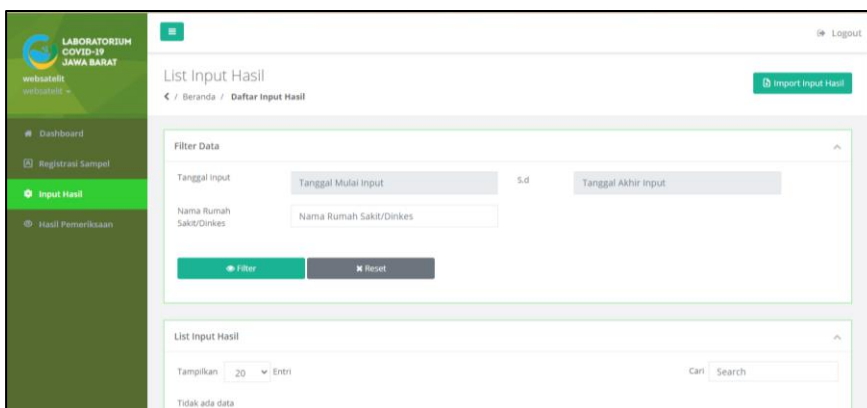 LABORATORIUM
COVID-19
JAWA BARAT
websatelit
websatelit
Dashboard
Registrasi Sampel
Input Hasil
Hasil Pemeriksaan
Logout
List Input Hasil
/ Beranda / Daftar Input Hasil
Import Input Hasil
Filter Data
Tanggal Input
Tanggal Mulai Input
S.d
Tanggal Akhir Input
Nama Rumah
Sakit/Dinkes
Nama Rumah Sakit/Dinkes
Filter
Reset
List Input Hasil
Tampilkan 20 Entri
Cari Search
Tidak ada data